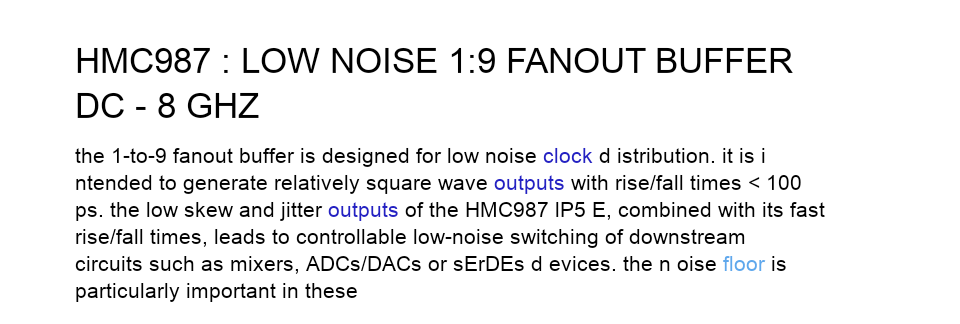 HMC987 : LOW NOISE 1:9 FANOUT BUFFER
DC - 8 GHZ
the 1-to-9 fanout buffer is designed for low noise clock d istribution. it is i
ntended to generate relatively square wave outputs with rise/fall times < 100
ps. the low skew and jitter outputs of the HMC987 lP5 E, combined with its fast
rise/fall times, leads to controllable low-noise switching of downstream
circuits such as mixers, ADCs/DACs or sErDEs d evices. the n oise floor is
particularly important in these